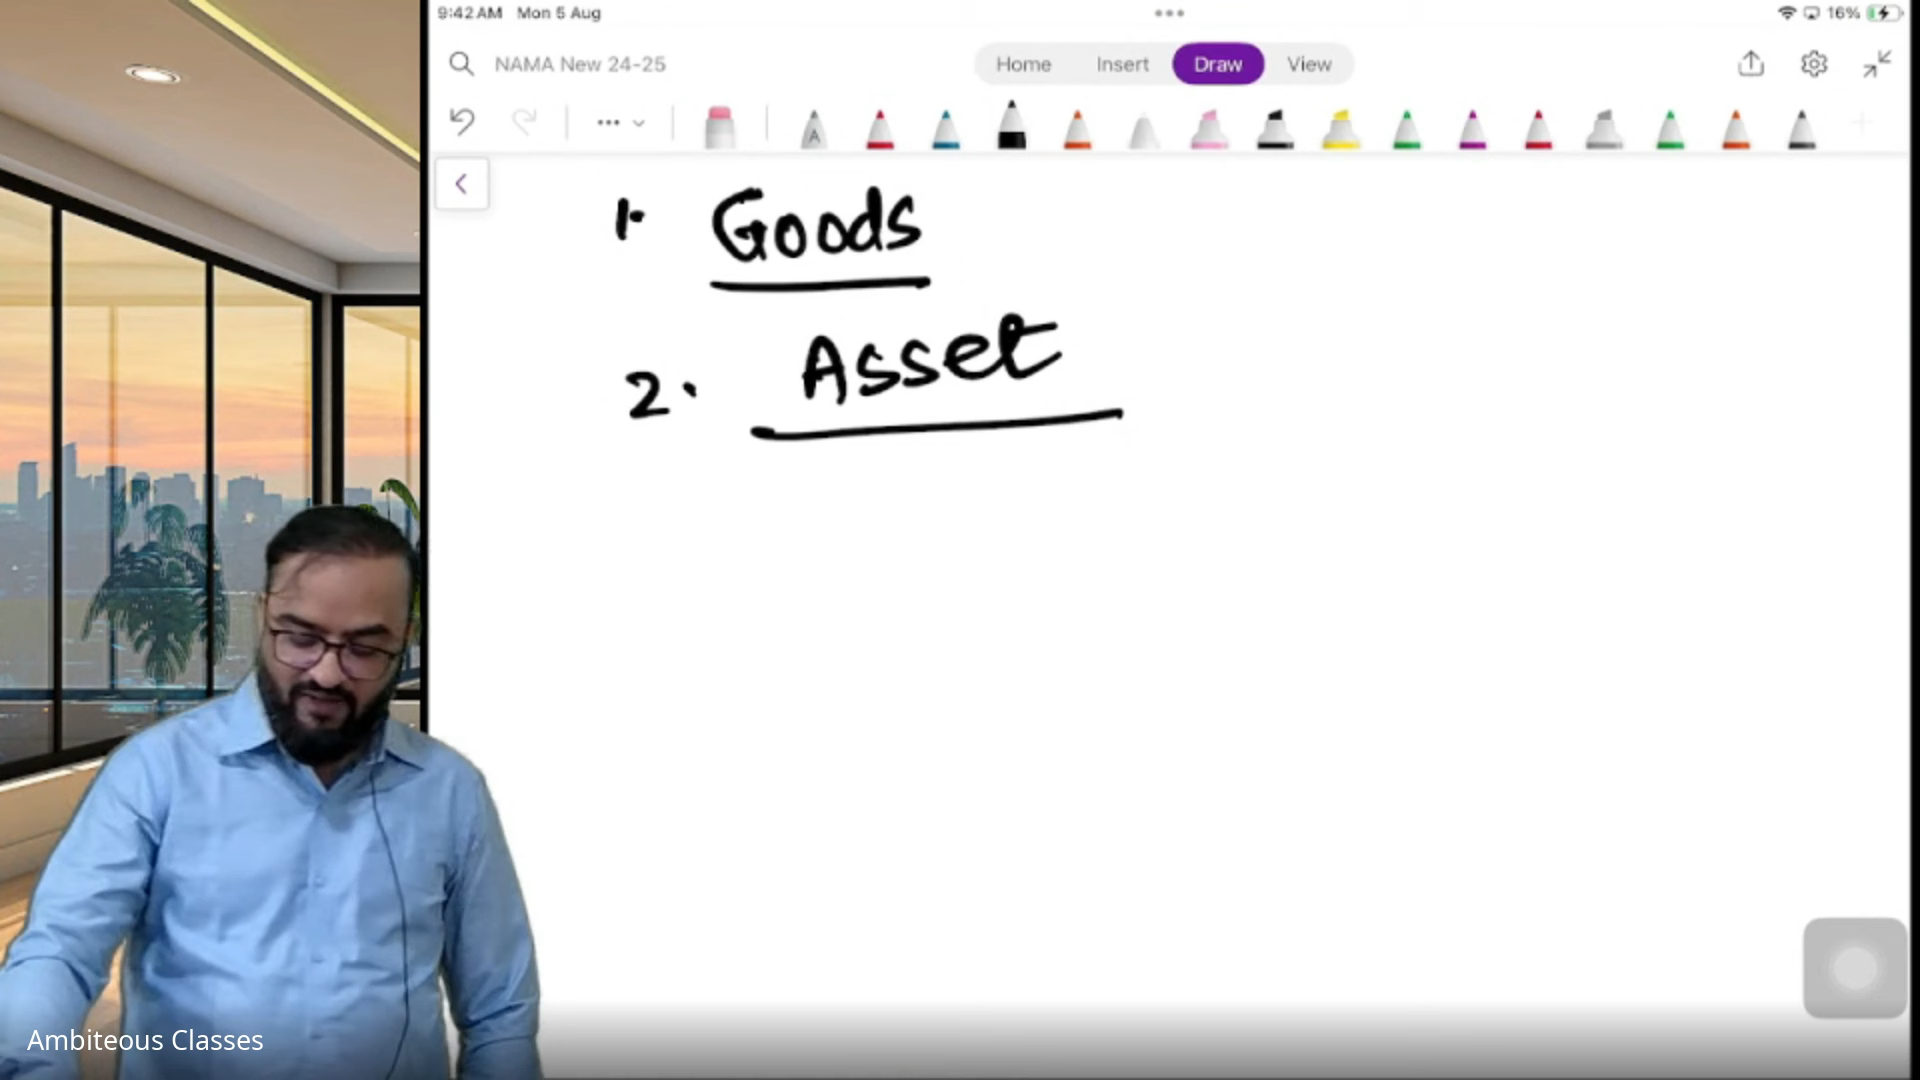 9:42 AM Mon 5 Aug
16%
NAMA New 24-25
Home Insert Draw View
A
1. Goods
2. Asset
Ambiteous Classes